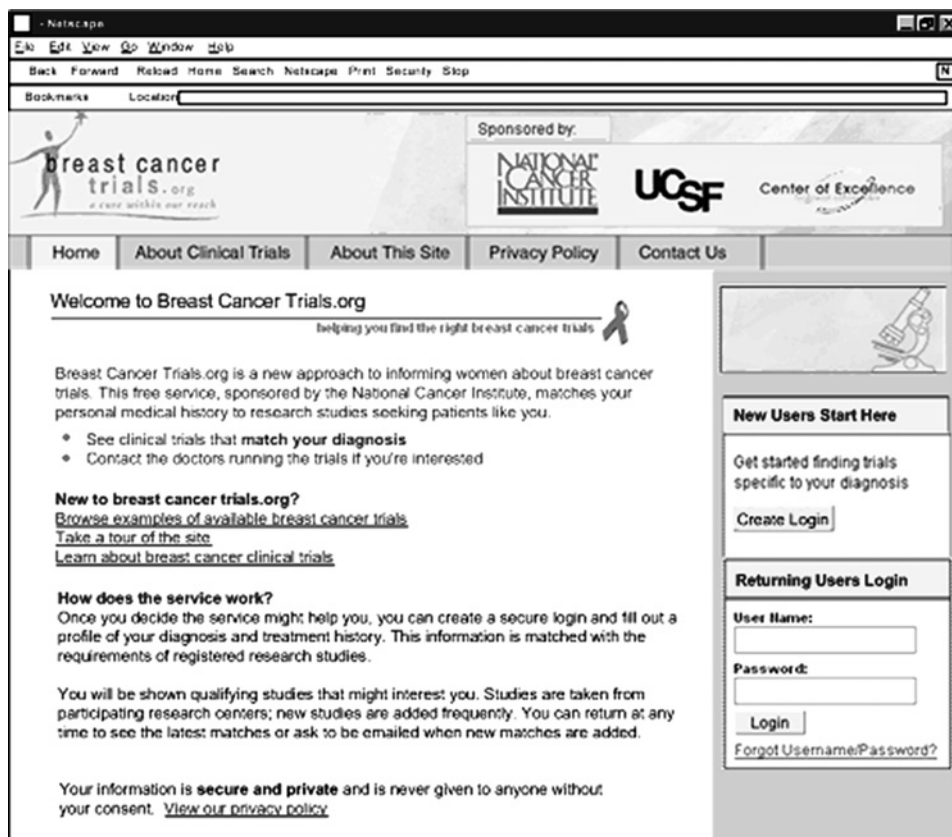 - Netscape
File Edit View Go Window Help
Back Forward Reload Home Search Netscape Print Security Stop
N
Bookmarks Location
breast cancer
trials.org
a cure within our reach
Sponsored by:
NATIONAL
CANCER
INSTITUTE
UCSF
Center of Excellence
Home About Clinical Trials About This Site Privacy Policy Contact Us
Welcome to Breast Cancer Trials.org
helping you find the right breast cancer trials
Breast Cancer Trials.org is a new approach to informing women about breast cancer
trials. This free service, sponsored by the National Cancer Institute, matches your
personal medical history to research studies seeking patients like you.
See clinical trials that match your diagnosis
Contact the doctors running the trials if you're interested
New to breast cancer trials.org?
Browse examples of available breast cancer trials
Take a tour of the site
Learn about breast cancer clinical trials
How does the service work?
Once you decide the service might help you, you can create a secure login and fill out a
profile of your diagnosis and treatment history. This information is matched with the
requirements of registered research studies.
You will be shown qualifying studies that might interest you. Studies are taken from
participating research centers; new studies are added frequently. You can return at any
time to see the latest matches or ask to be emailed when new matches are added.
Your information is secure and private and is never given to anyone without
your consent. View our privacy policy
New Users Start Here
Get started finding trials
specific to your diagnosis
Create Login
Returning Users Login
User Name:
Password:
Login
Forgot Username/Password?